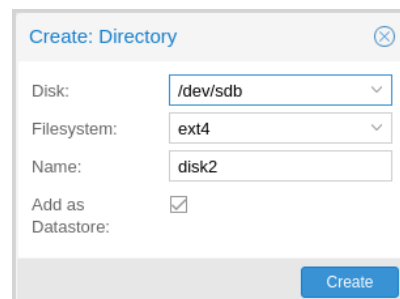 Create: Directory
Disk: /dev/sdb
Filesystem: ext4
Name: disk2
Add as
Datastore:
Create